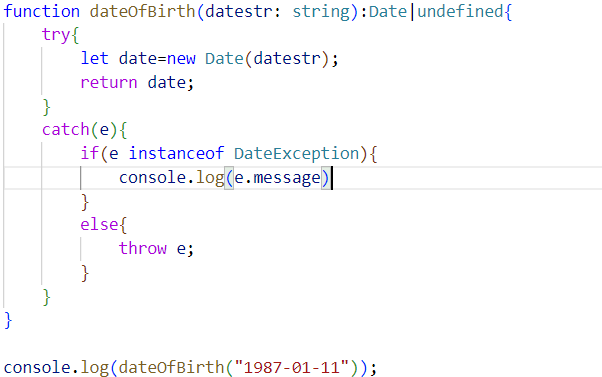 function dateOfBirth(datestr: string):Date|undefined{
    try{
        let date=new Date(datestr);
        return date;
    }
    catch(e){
        if(e instanceof DateException){
            console.log(e.message)
        }
        else{
            throw e;
        }
    }
}

console.log(dateOfBirth("1987-01-11"));